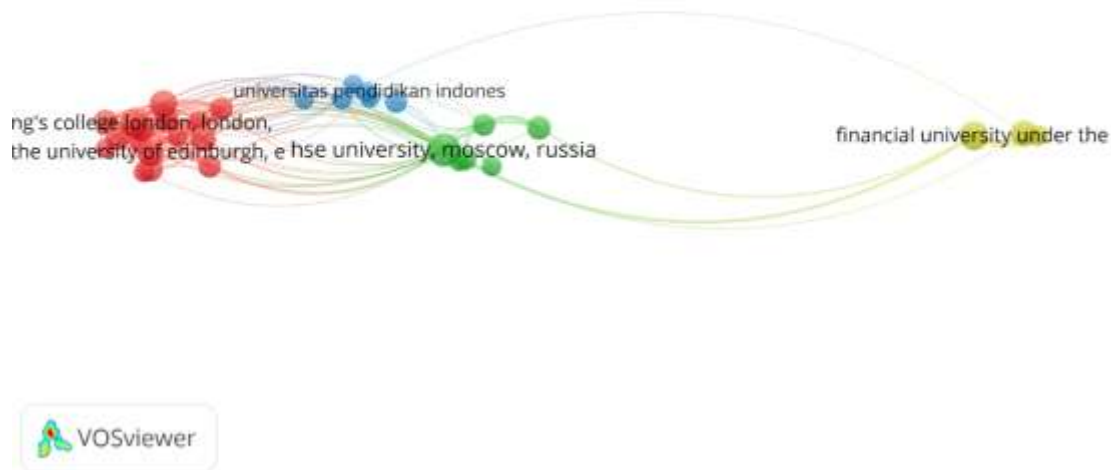 universitas pendidikan indones
ng's college london, london,
financial university under the
the university of edinburgh, e
hse university, moscow, russia
VOSviewer